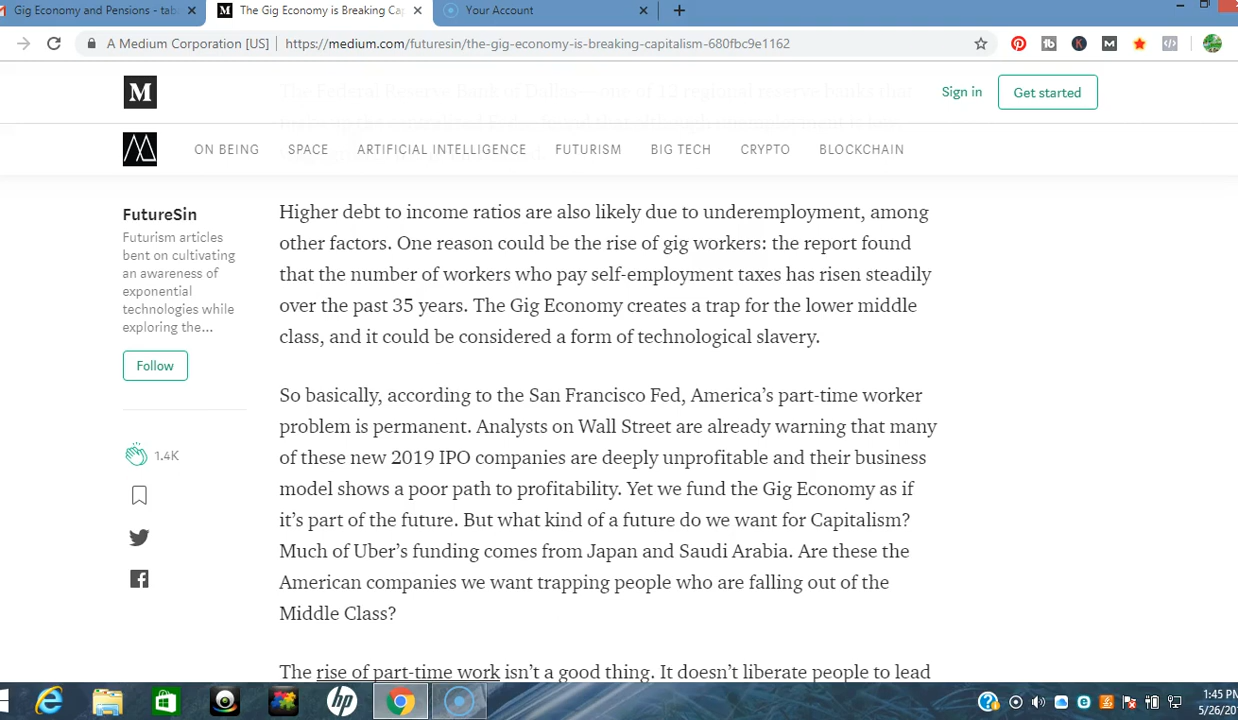 Gig Economy and Pensions - tab
The Gig Economy is Breaking Ca
Your Account
A Medium Corporation [US]
https://medium.com/futuresin/the-gig-economy-is-breaking-capitalism-680fbc9e1162
M
The Federal Reserve Bank of Dallas—one of 12 regional reserve banks that
Sign in
Get started
ON BEING
SPACE
ARTIFICIAL INTELLIGENCE
FUTURISM
BIG TECH
CRYPTO
BLOCKCHAIN
FutureSin
Futurism articles
bent on cultivating
an awareness of
exponential
technologies while
exploring the...
Follow
1.4K
Higher debt to income ratios are also likely due to underemployment, among
other factors. One reason could be the rise of gig workers: the report found
that the number of workers who pay self-employment taxes has risen steadily
over the past 35 years. The Gig Economy creates a trap for the lower middle
class, and it could be considered a form of technological slavery.
So basically, according to the San Francisco Fed, America's part-time worker
problem is permanent. Analysts on Wall Street are already warning that many
of these new 2019 IPO companies are deeply unprofitable and their business
model shows a poor path to profitability. Yet we fund the Gig Economy as if
it's part of the future. But what kind of a future do we want for Capitalism?
Much of Uber's funding comes from Japan and Saudi Arabia. Are these the
American companies we want trapping people who are falling out of the
Middle Class?
The rise of part-time work isn't a good thing. It doesn't liberate people to lead
hp
1:45 PM
5/26/20